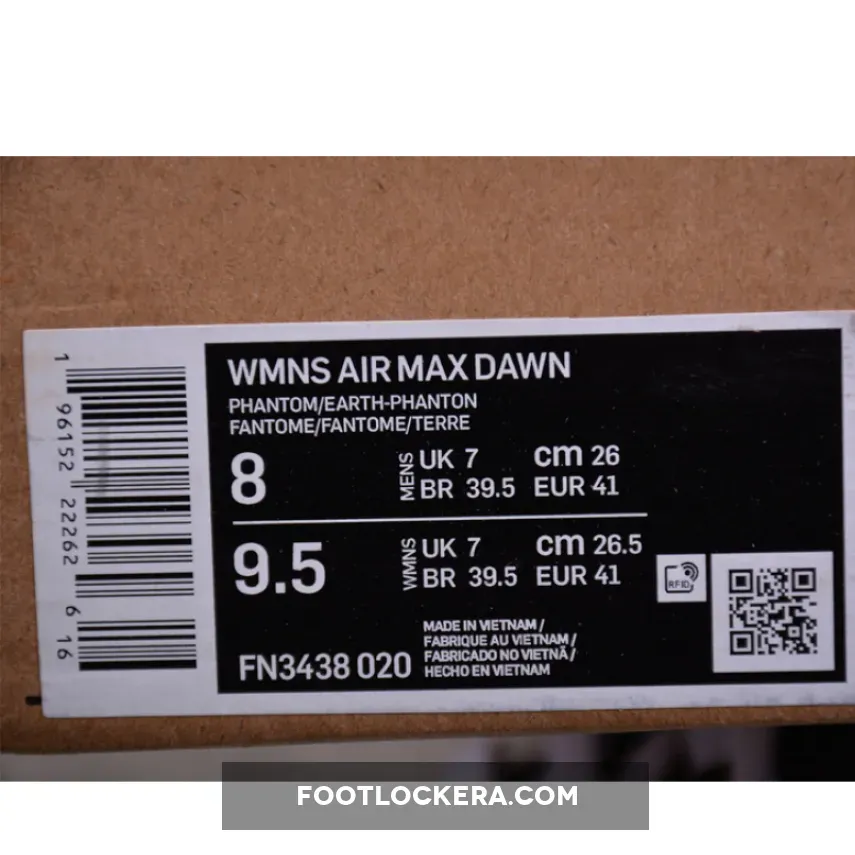 WMNS AIR MAX DAWN
PHANTOM/EARTH-PHANTON
FANTOME/FANTOME/TERRE
8
MENS
UK 7 cm 26
BR 39.5 EUR 41
9.5
WMNS
UK 7 cm 26.5
BR 39.5 EUR 41
RFID
MADE IN VIETNAM /
FABRIQUE AU VIETNAM /
FABRICADO NO VIETNÃ /
HECHO EN VIETNAM
FN3438 020
1 96152 22262 6 16
FOOTLOCKERA.COM